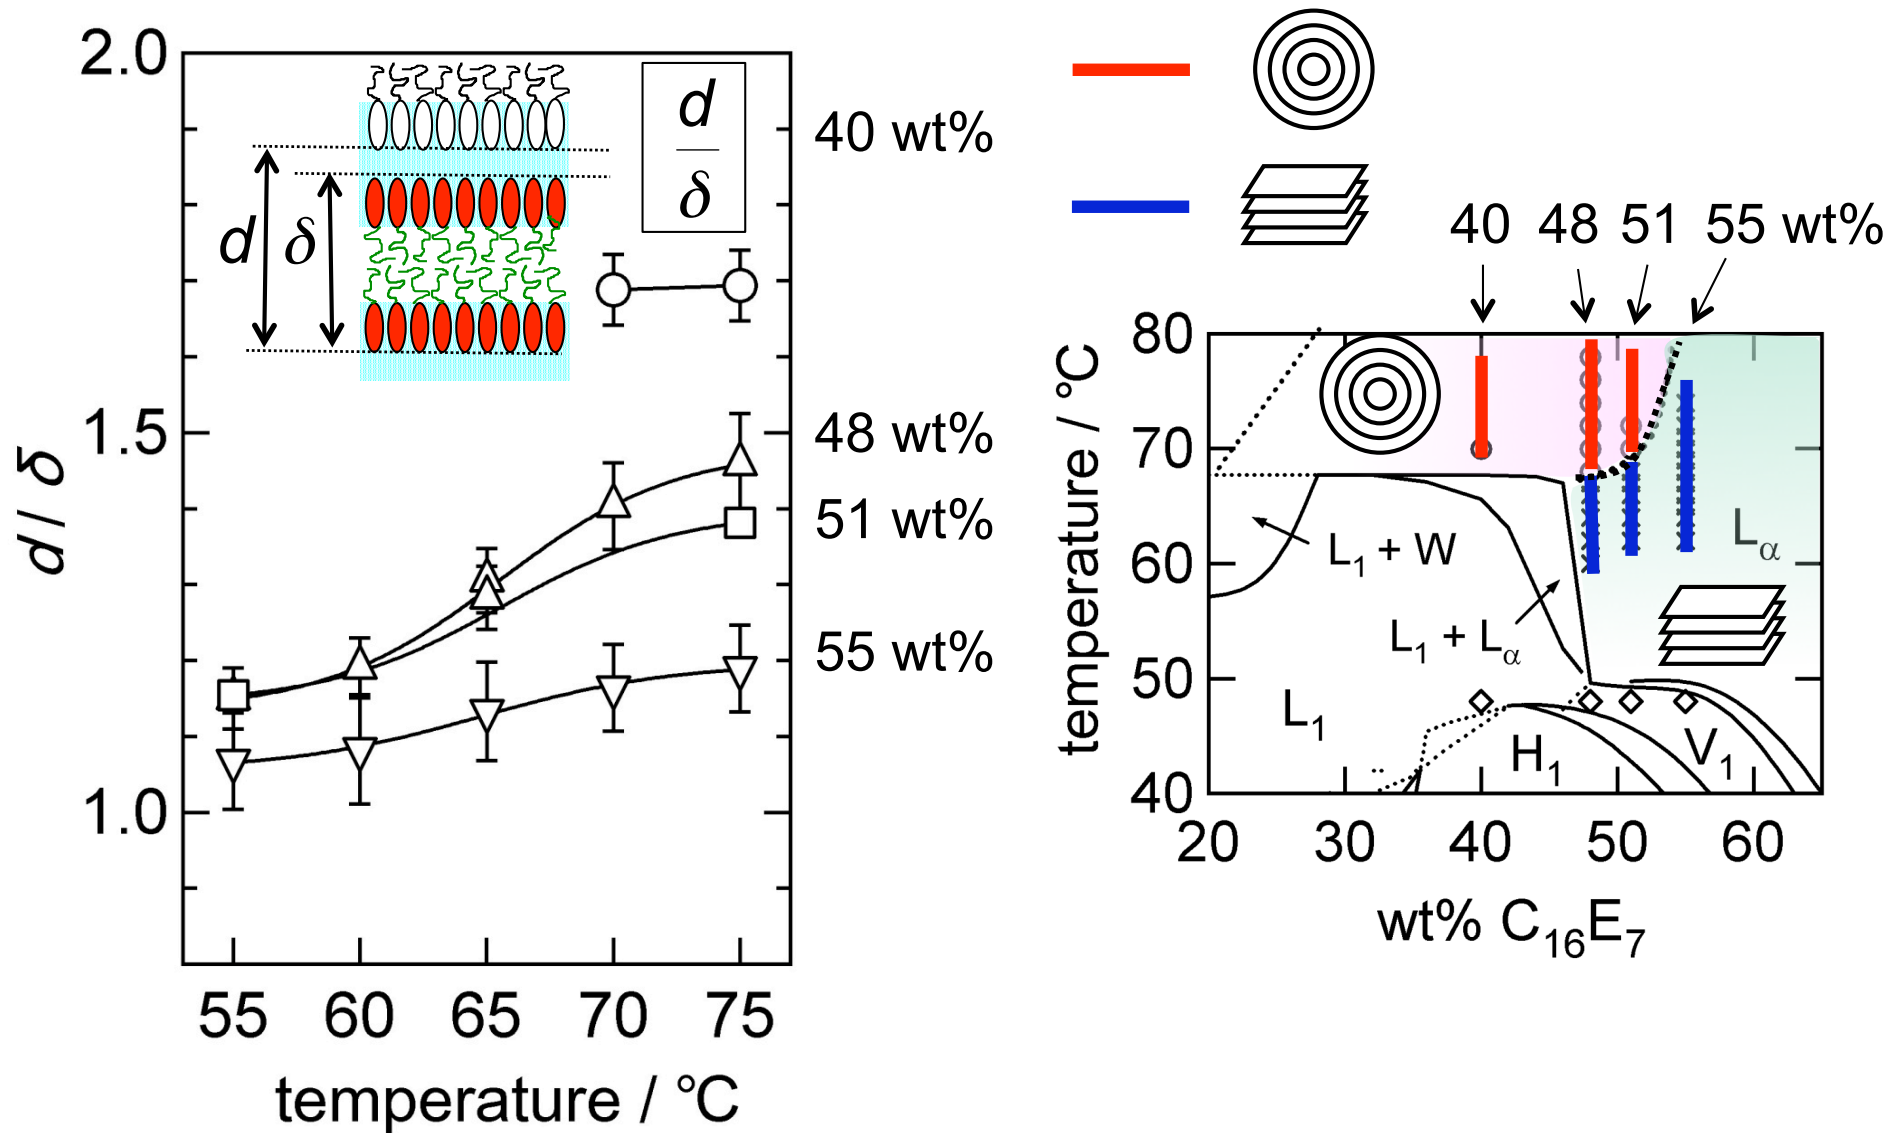 2.0
1.5
1.0
d / δ
d
δ
d
δ
40 wt%
48 wt%
51 wt%
55 wt%
55 60 65 70 75
temperature / °C
40 48 51 55 wt%
80
70
60
50
40
temperature / °C
L1 + W
L1 + Lα
Lα
L1
H1
V1
20 30 40 50 60
wt% C16E7